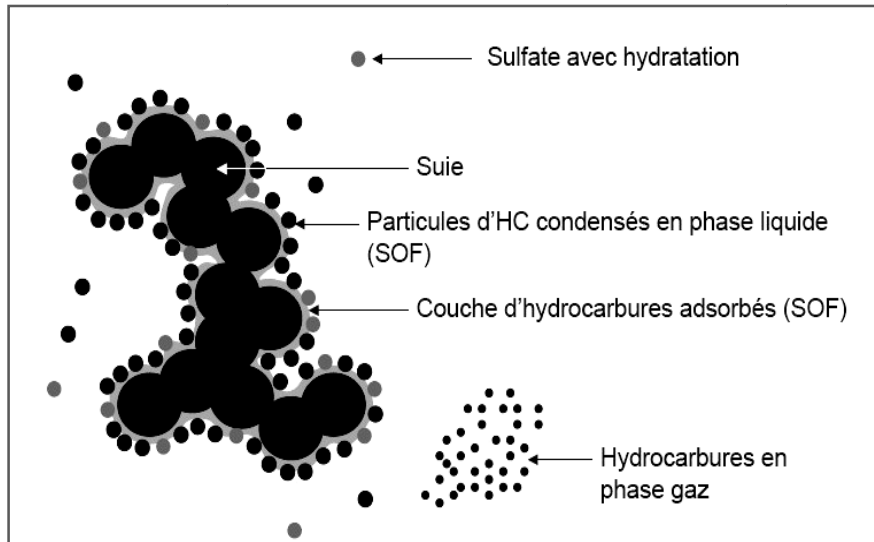 Sulfate avec hydratation
Suie
Particules d'HC condensés en phase liquide
(SOF)
Couche d'hydrocarbures adsorbés (SOF)
Hydrocarbures en
phase gaz